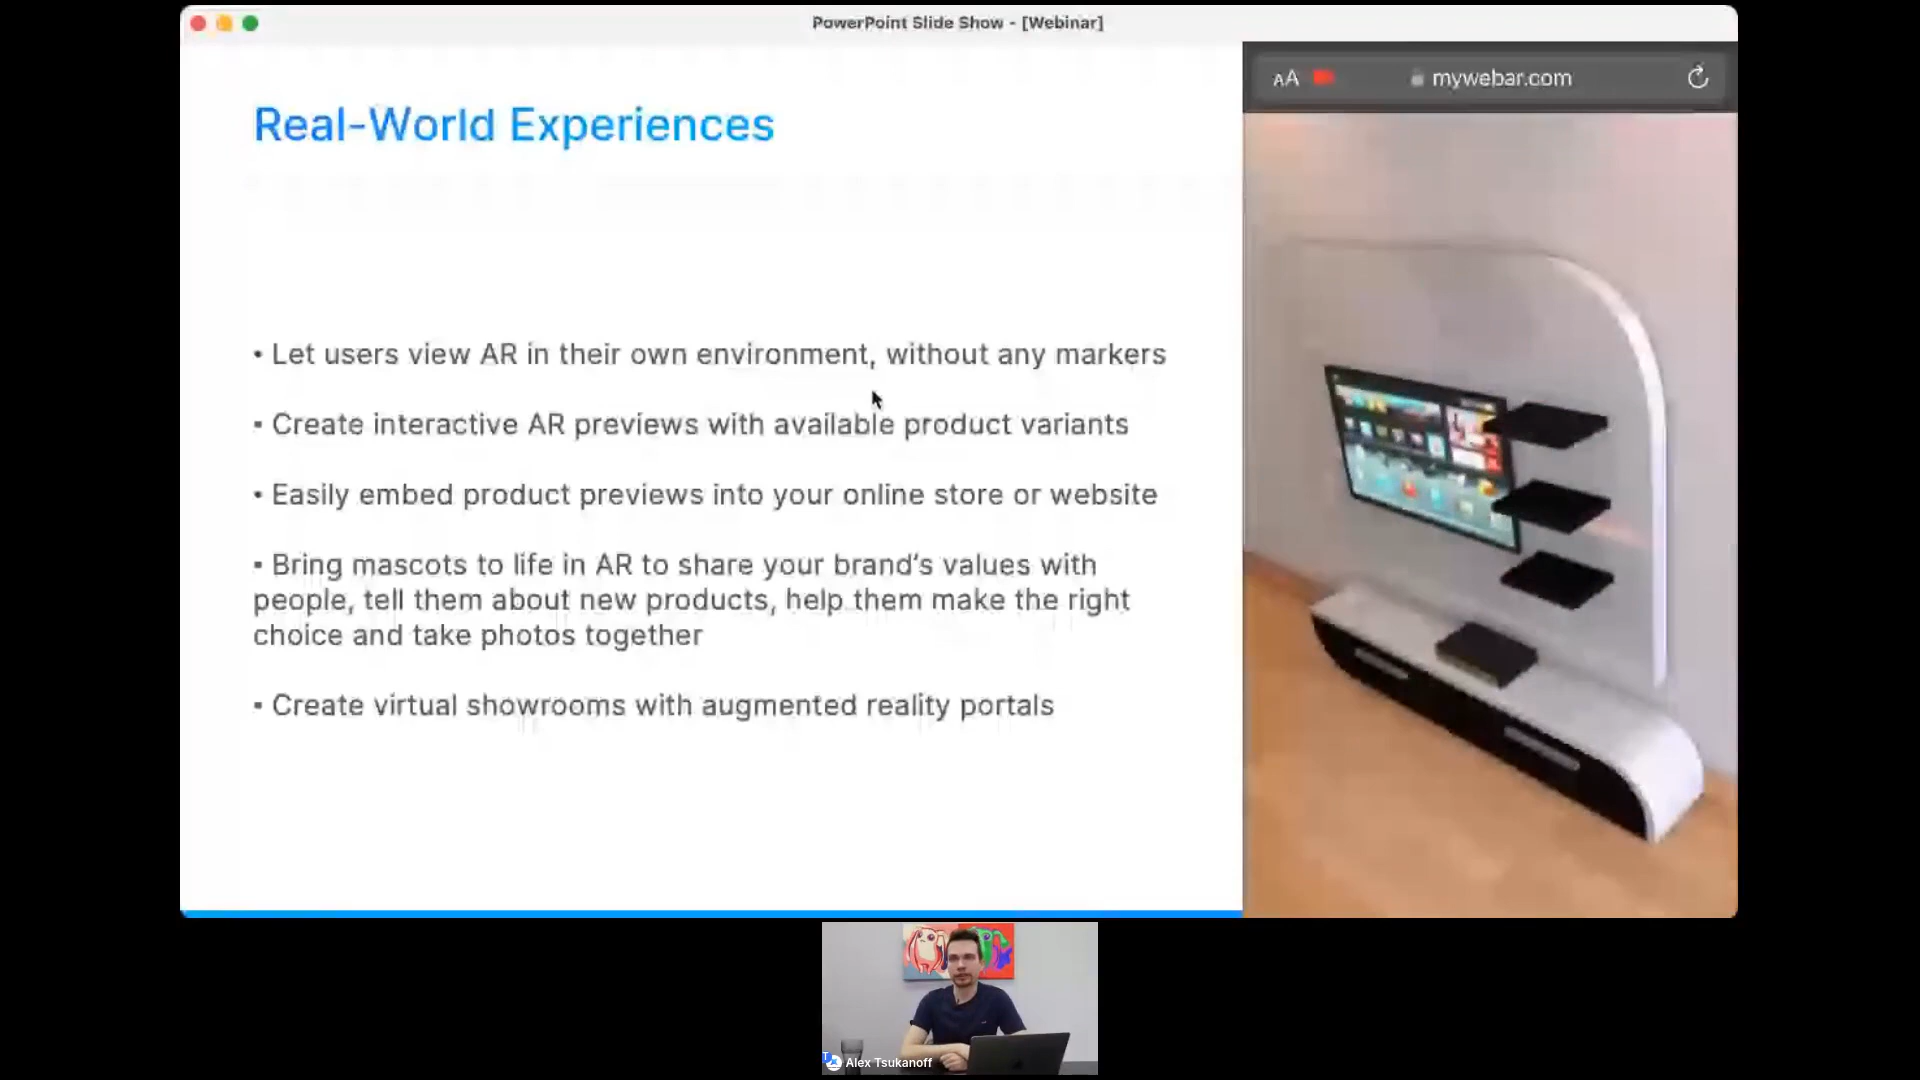 PowerPoint Slide Show - [Webinar]
AA mywebar.com
Real-World Experiences
• Let users view AR in their own environment, without any markers
• Create interactive AR previews with available product variants
• Easily embed product previews into your online store or website
• Bring mascots to life in AR to share your brand’s values with
people, tell them about new products, help them make the right
choice and take photos together
• Create virtual showrooms with augmented reality portals
Alex Tsukanoff